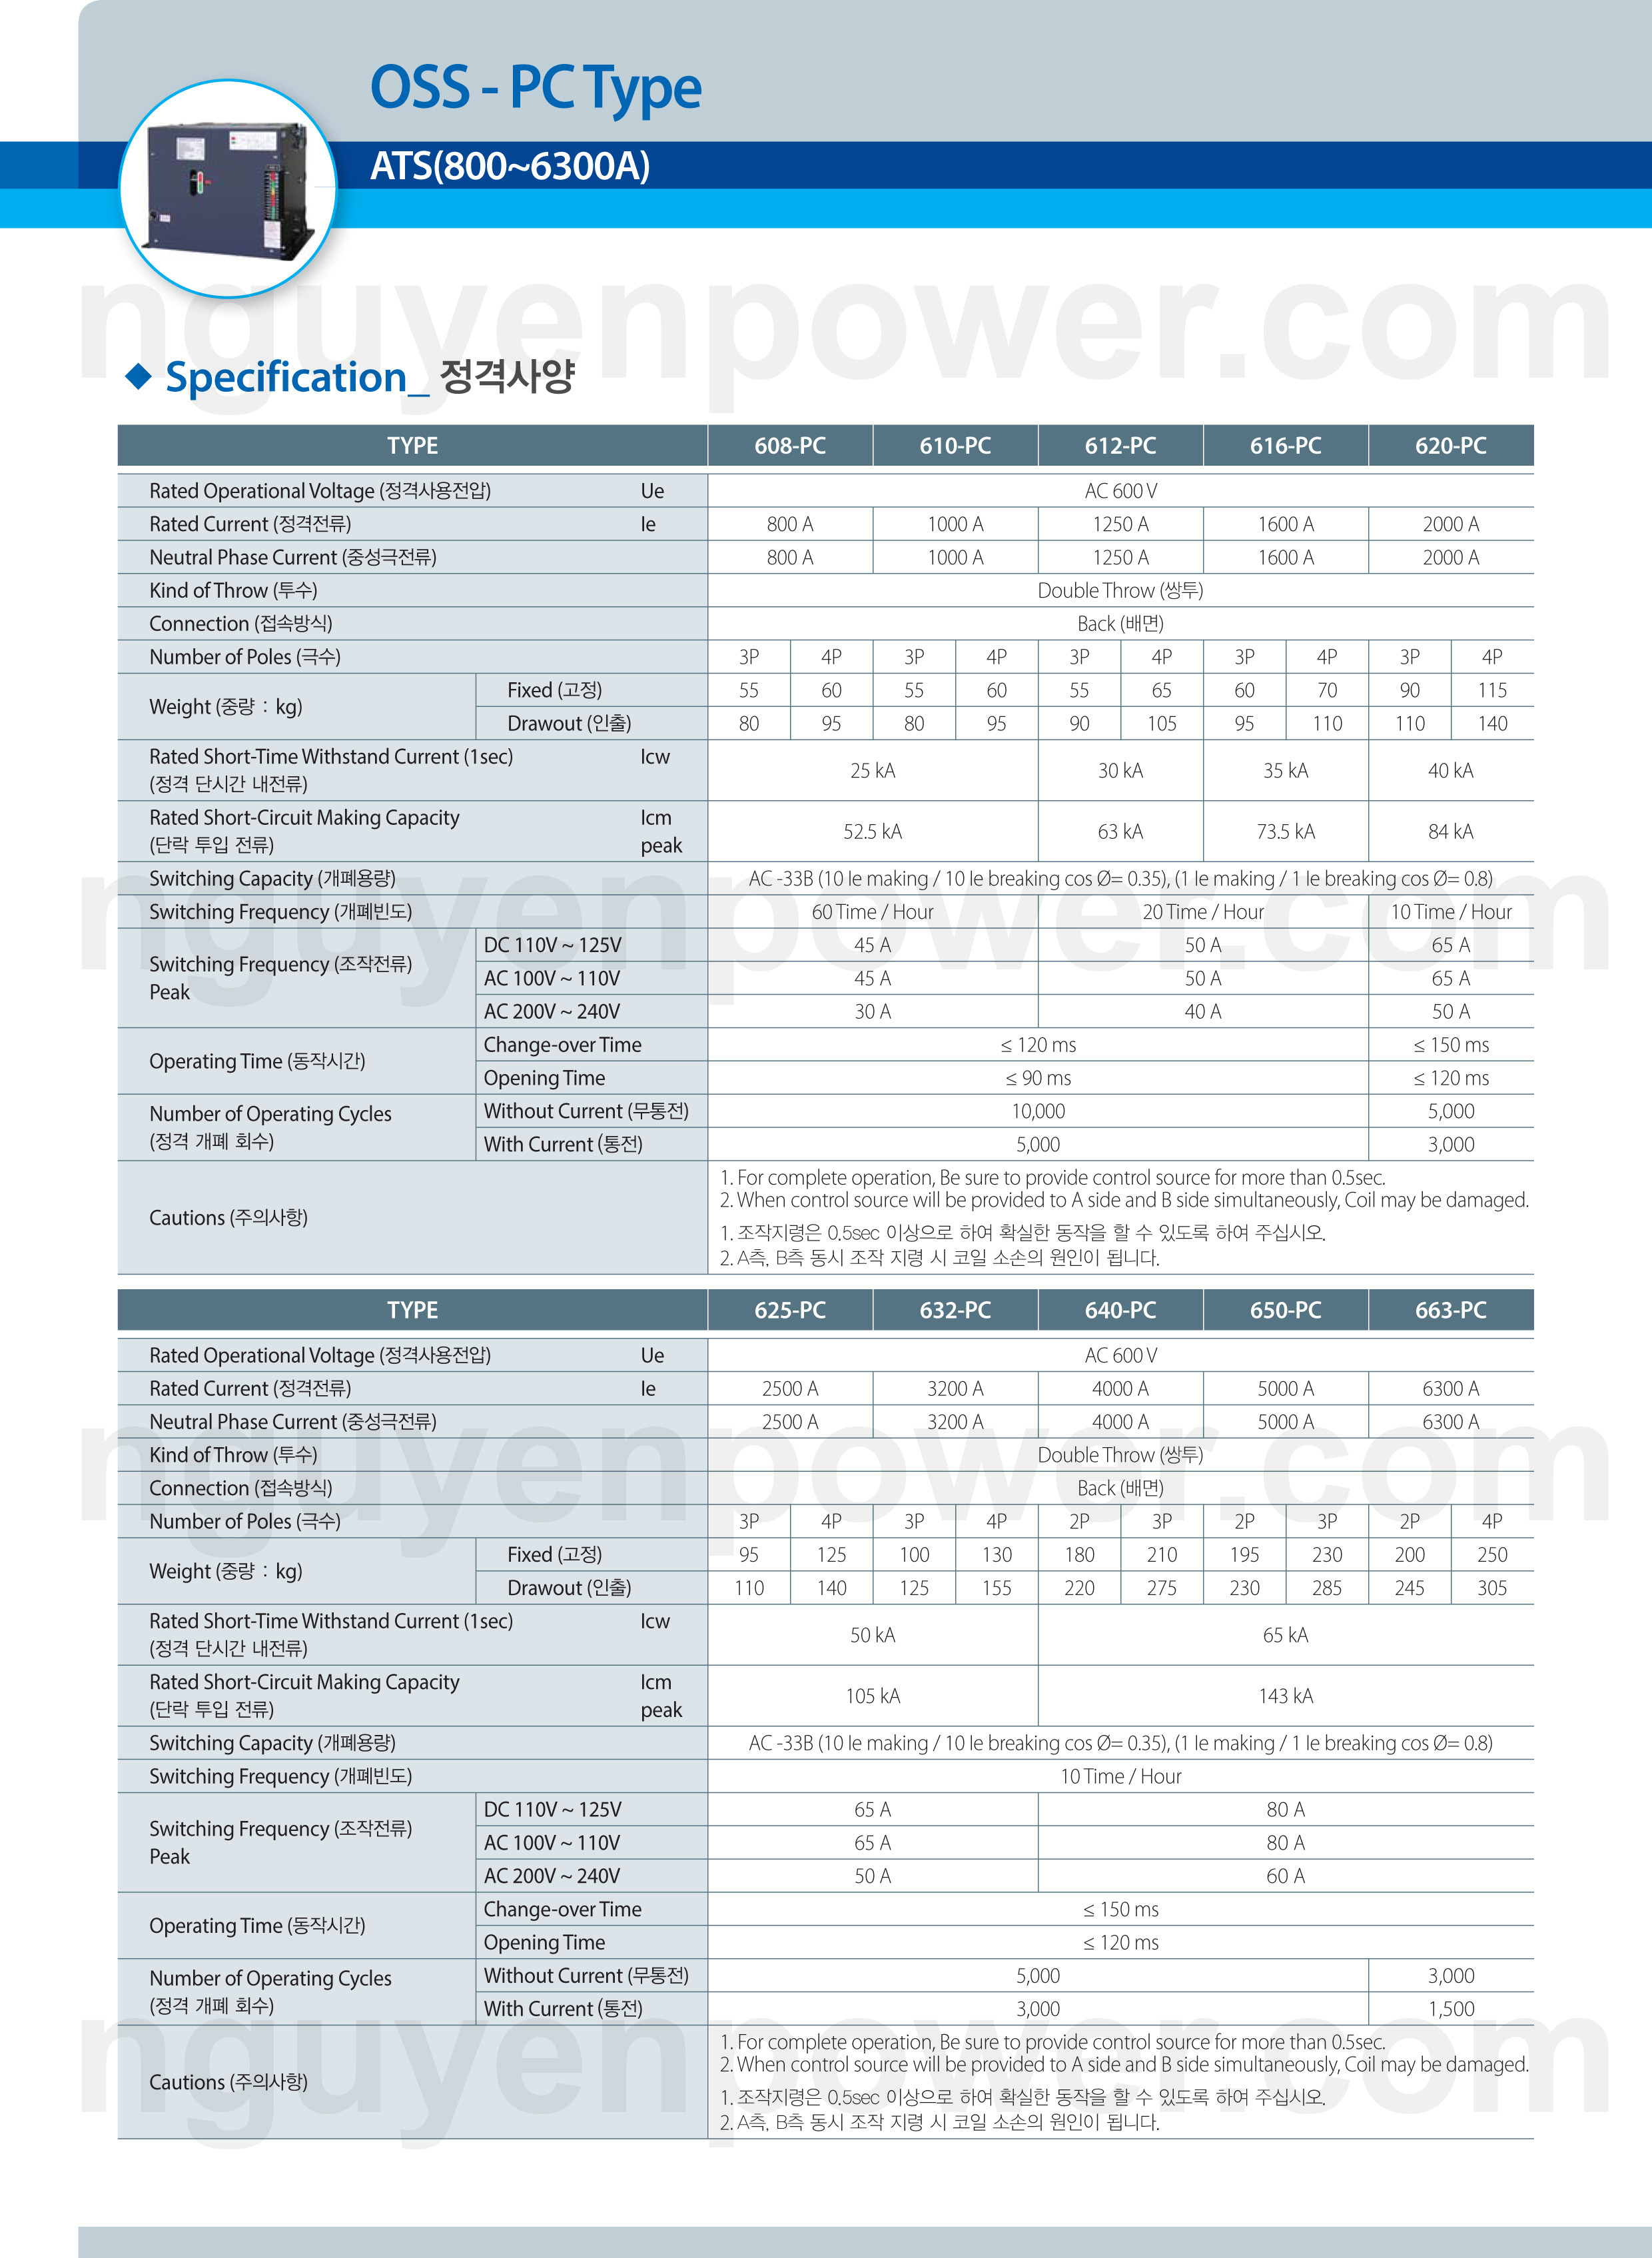 OSS - PC Type
ATS(800~6300A)
nguyenpower.com
◆ Specification_ 정격사양
TYPE 608-PC 610-PC 612-PC 616-PC 620-PC
Rated Operational Voltage (정격사용전압) Ue AC 600 V
Rated Current (정격전류) Ie 800 A 1000 A 1250 A 1600 A 2000 A
Neutral Phase Current (중성극전류) 800 A 1000 A 1250 A 1600 A 2000 A
Kind of Throw (투수) Double Throw (쌍투)
Connection (접속방식) Back (배면)
Number of Poles (극수) 3P 4P 3P 4P 3P 4P 3P 4P 3P 4P
Weight (중량 : kg) Fixed (고정) 55 60 55 60 55 65 60 70 90 115
Drawout (인출) 80 95 80 95 90 105 95 110 110 140
Rated Short-Time Withstand Current (1sec) Icw
(정격 단시간 내전류) 25 kA 30 kA 35 kA 40 kA
Rated Short-Circuit Making Capacity Icm
(단락 투입 전류) peak 52.5 kA 63 kA 73.5 kA 84 kA
Switching Capacity (개폐용량) AC -33B (10 Ie making / 10 Ie breaking cos Ø= 0.35), (1 Ie making / 1 Ie breaking cos Ø= 0.8)
nguyenpower.com
Switching Frequency (개폐빈도) 60 Time / Hour 20 Time / Hour 10 Time / Hour
Switching Frequency (조작전류)
Peak
DC 110V ~ 125V 45 A 50 A 65 A
AC 100V ~ 110V 45 A 50 A 65 A
AC 200V ~ 240V 30 A 40 A 50 A
Operating Time (동작시간) Change-over Time ≤ 120 ms ≤ 150 ms
Opening Time ≤ 90 ms ≤ 120 ms
Number of Operating Cycles
(정격 개폐 회수)
Without Current (무통전) 10,000 5,000
With Current (통전) 5,000 3,000
Cautions (주의사항)
1. For complete operation, Be sure to provide control source for more than 0.5sec.
2. When control source will be provided to A side and B side simultaneously, Coil may be damaged.
1. 조작지령은 0.5sec 이상으로 하여 확실한 동작을 할 수 있도록 하여 주십시오.
2. A측, B측 동시 조작 지령 시 코일 소손의 원인이 됩니다.
TYPE 625-PC 632-PC 640-PC 650-PC 663-PC
Rated Operational Voltage (정격사용전압) Ue AC 600 V
Rated Current (정격전류) Ie 2500 A 3200 A 4000 A 5000 A 6300 A
Neutral Phase Current (중성극전류) 2500 A 3200 A 4000 A 5000 A 6300 A
Kind of Throw (투수) Double Throw (쌍투)
nguyenpower.com
Connection (접속방식) Back (배면)
Number of Poles (극수) 3P 4P 3P 4P 2P 3P 2P 3P 2P 4P
Weight (중량 : kg) Fixed (고정) 95 125 100 130 180 210 195 230 200 250
Drawout (인출) 110 140 125 155 220 275 230 285 245 305
Rated Short-Time Withstand Current (1sec) Icw
(정격 단시간 내전류) 50 kA 65 kA
Rated Short-Circuit Making Capacity Icm
(단락 투입 전류) peak 105 kA 143 kA
Switching Capacity (개폐용량) AC -33B (10 Ie making / 10 Ie breaking cos Ø= 0.35), (1 Ie making / 1 Ie breaking cos Ø= 0.8)
Switching Frequency (개폐빈도) 10 Time / Hour
Switching Frequency (조작전류)
Peak
DC 110V ~ 125V 65 A 80 A
AC 100V ~ 110V 65 A 80 A
AC 200V ~ 240V 50 A 60 A
Operating Time (동작시간) Change-over Time ≤ 150 ms
Opening Time ≤ 120 ms
Number of Operating Cycles
(정격 개폐 회수)
Without Current (무통전) 5,000 3,000
With Current (통전) 3,000 1,500
nguyenpower.com
Cautions (주의사항)
1. For complete operation, Be sure to provide control source for more than 0.5sec.
2. When control source will be provided to A side and B side simultaneously, Coil may be damaged.
1. 조작지령은 0.5sec 이상으로 하여 확실한 동작을 할 수 있도록 하여 주십시오.
2. A측, B측 동시 조작 지령 시 코일 소손의 원인이 됩니다.